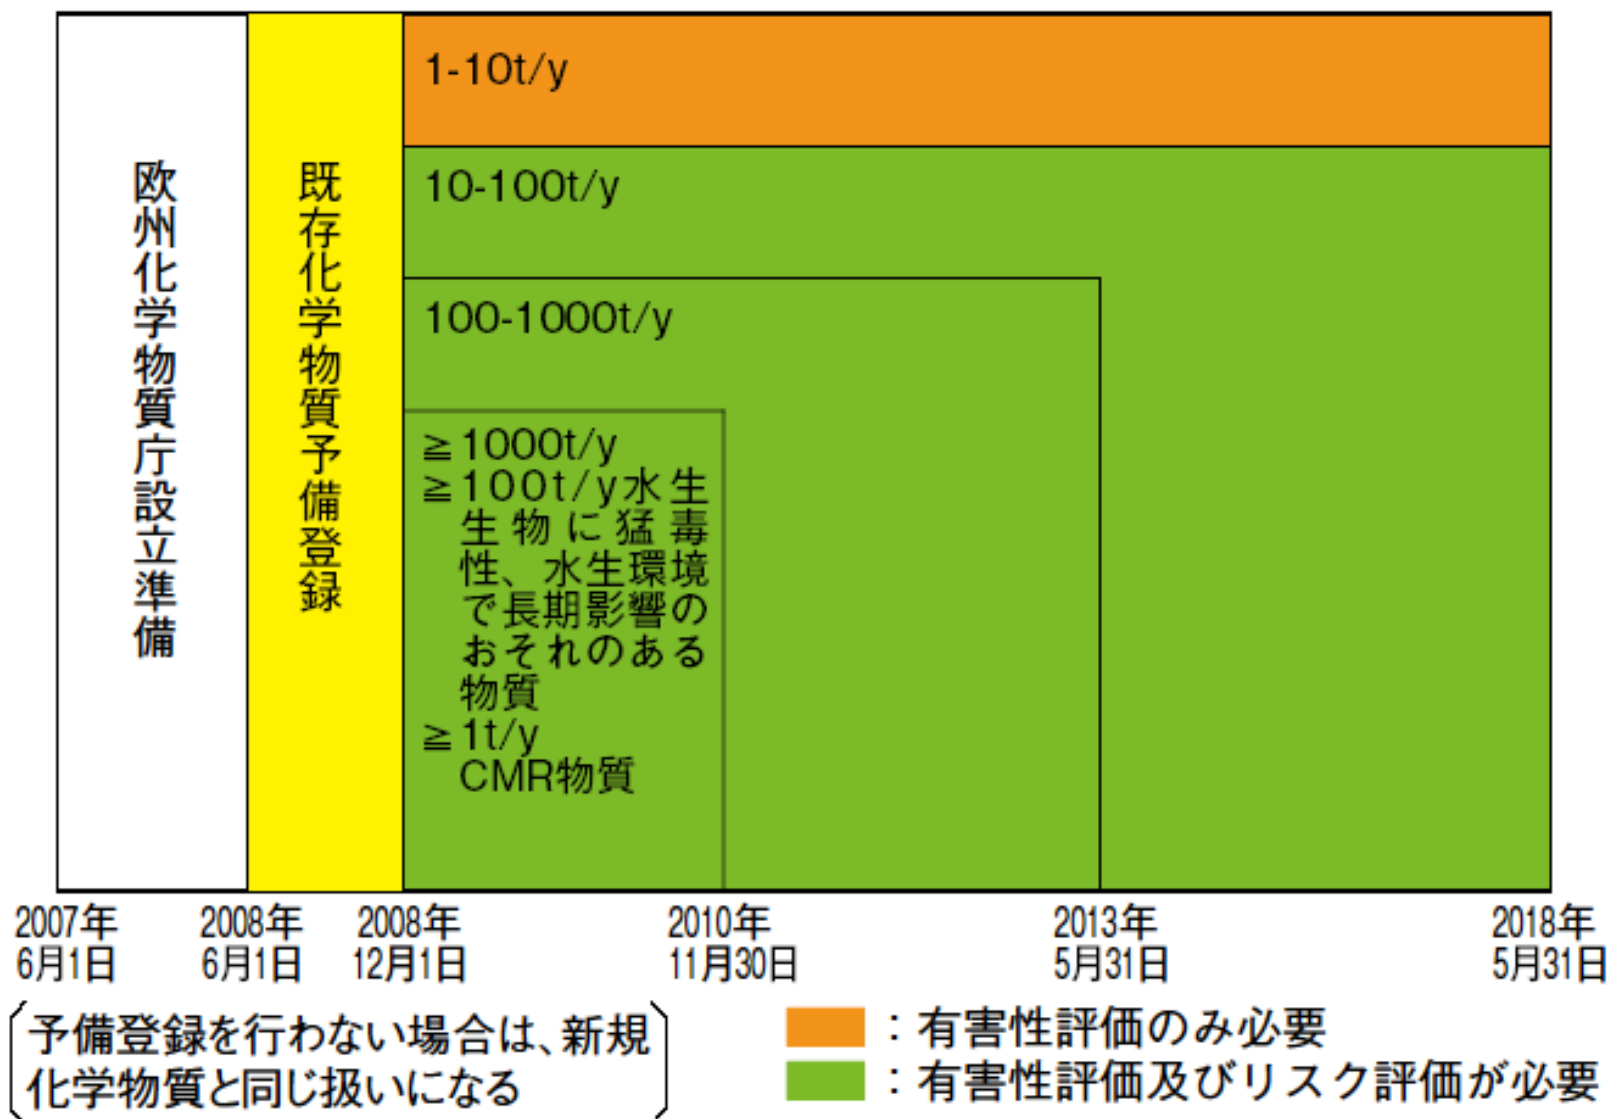 欧州化学物質庁設立準備
既存化学物質予備登録
1-10t/y
10-100t/y
100-1000t/y
≧1000t/y
≧100t/y水生
生物に猛毒
性、水生環境
で長期影響の
おそれのある
物質
≧1t/y
CMR物質
2007年
6月1日
2008年
6月1日
2008年
12月1日
2010年
11月30日
2013年
5月31日
2018年
5月31日
予備登録を行わない場合は、新規
化学物質と同じ扱いになる
：有害性評価のみ必要
：有害性評価及びリスク評価が必要